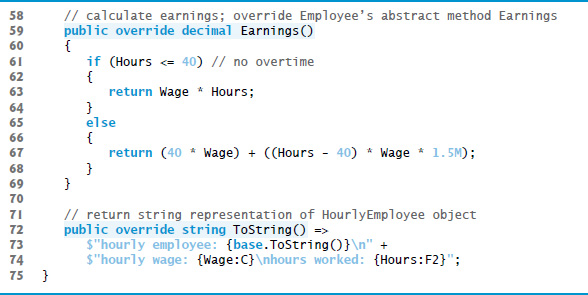 58 // calculate earnings; override Employee's abstract method Earnings
59 public override decimal Earnings()
60 {
61 if (Hours <= 40) // no overtime
62 {
63 return Wage * Hours;
64 }
65 else
66 {
67 return (40 * Wage) + ((Hours - 40) * Wage * 1.5M);
68 }
69 }
70
71 // return string representation of HourlyEmployee object
72 public override string ToString() =>
73 $"hourly employee: {base.ToString()}\n" +
74 $"hourly wage: {Wage:C}\nhours worked: {Hours:F2}";
75 }